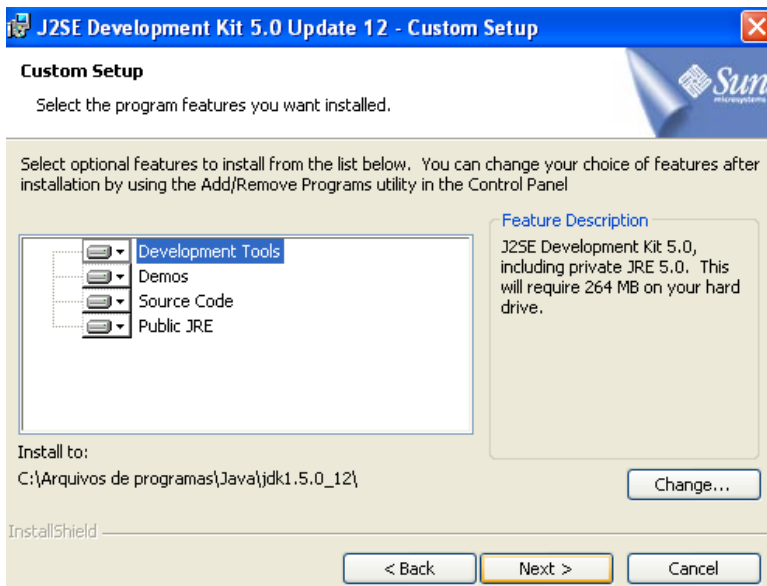 J2SE Development Kit 5.0 Update 12 - Custom Setup
Custom Setup
Select the program features you want installed.
Sun
microsystems
Select optional features to install from the list below.  You can change your choice of features after
installation by using the Add/Remove Programs utility in the Control Panel
Development Tools
Demos
Source Code
Public JRE
Feature Description
J2SE Development Kit 5.0,
including private JRE 5.0.  This
will require 264 MB on your hard
drive.
Install to:
C:\Arquivos de programas\Java\jdk1.5.0_12\
Change...
InstallShield
< Back
Next >
Cancel